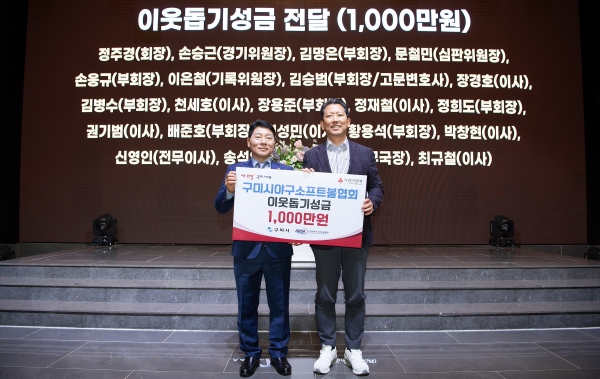 이웃돕기성금 전달 (1,000만원)
정주경(회장), 손승근(경기위원장), 김명은(부회장), 문철민(심판위원장),
손웅규(부회장), 이은철(기록위원장), 김승범(부회장/고문변호사), 장경호(이사),
김병수(부회장), 천세호(이사), 장용준(부회장), 정재철(이사), 정희도(부회장),
권기범(이사), 배준호(부회장 성민(이 황용석(부회장), 박창현(이사),
신영인(전무이사), 송성 국장), 최규철(이사)
구미시야구소프트볼협회
이웃돕기성금
1,000만원
구미시